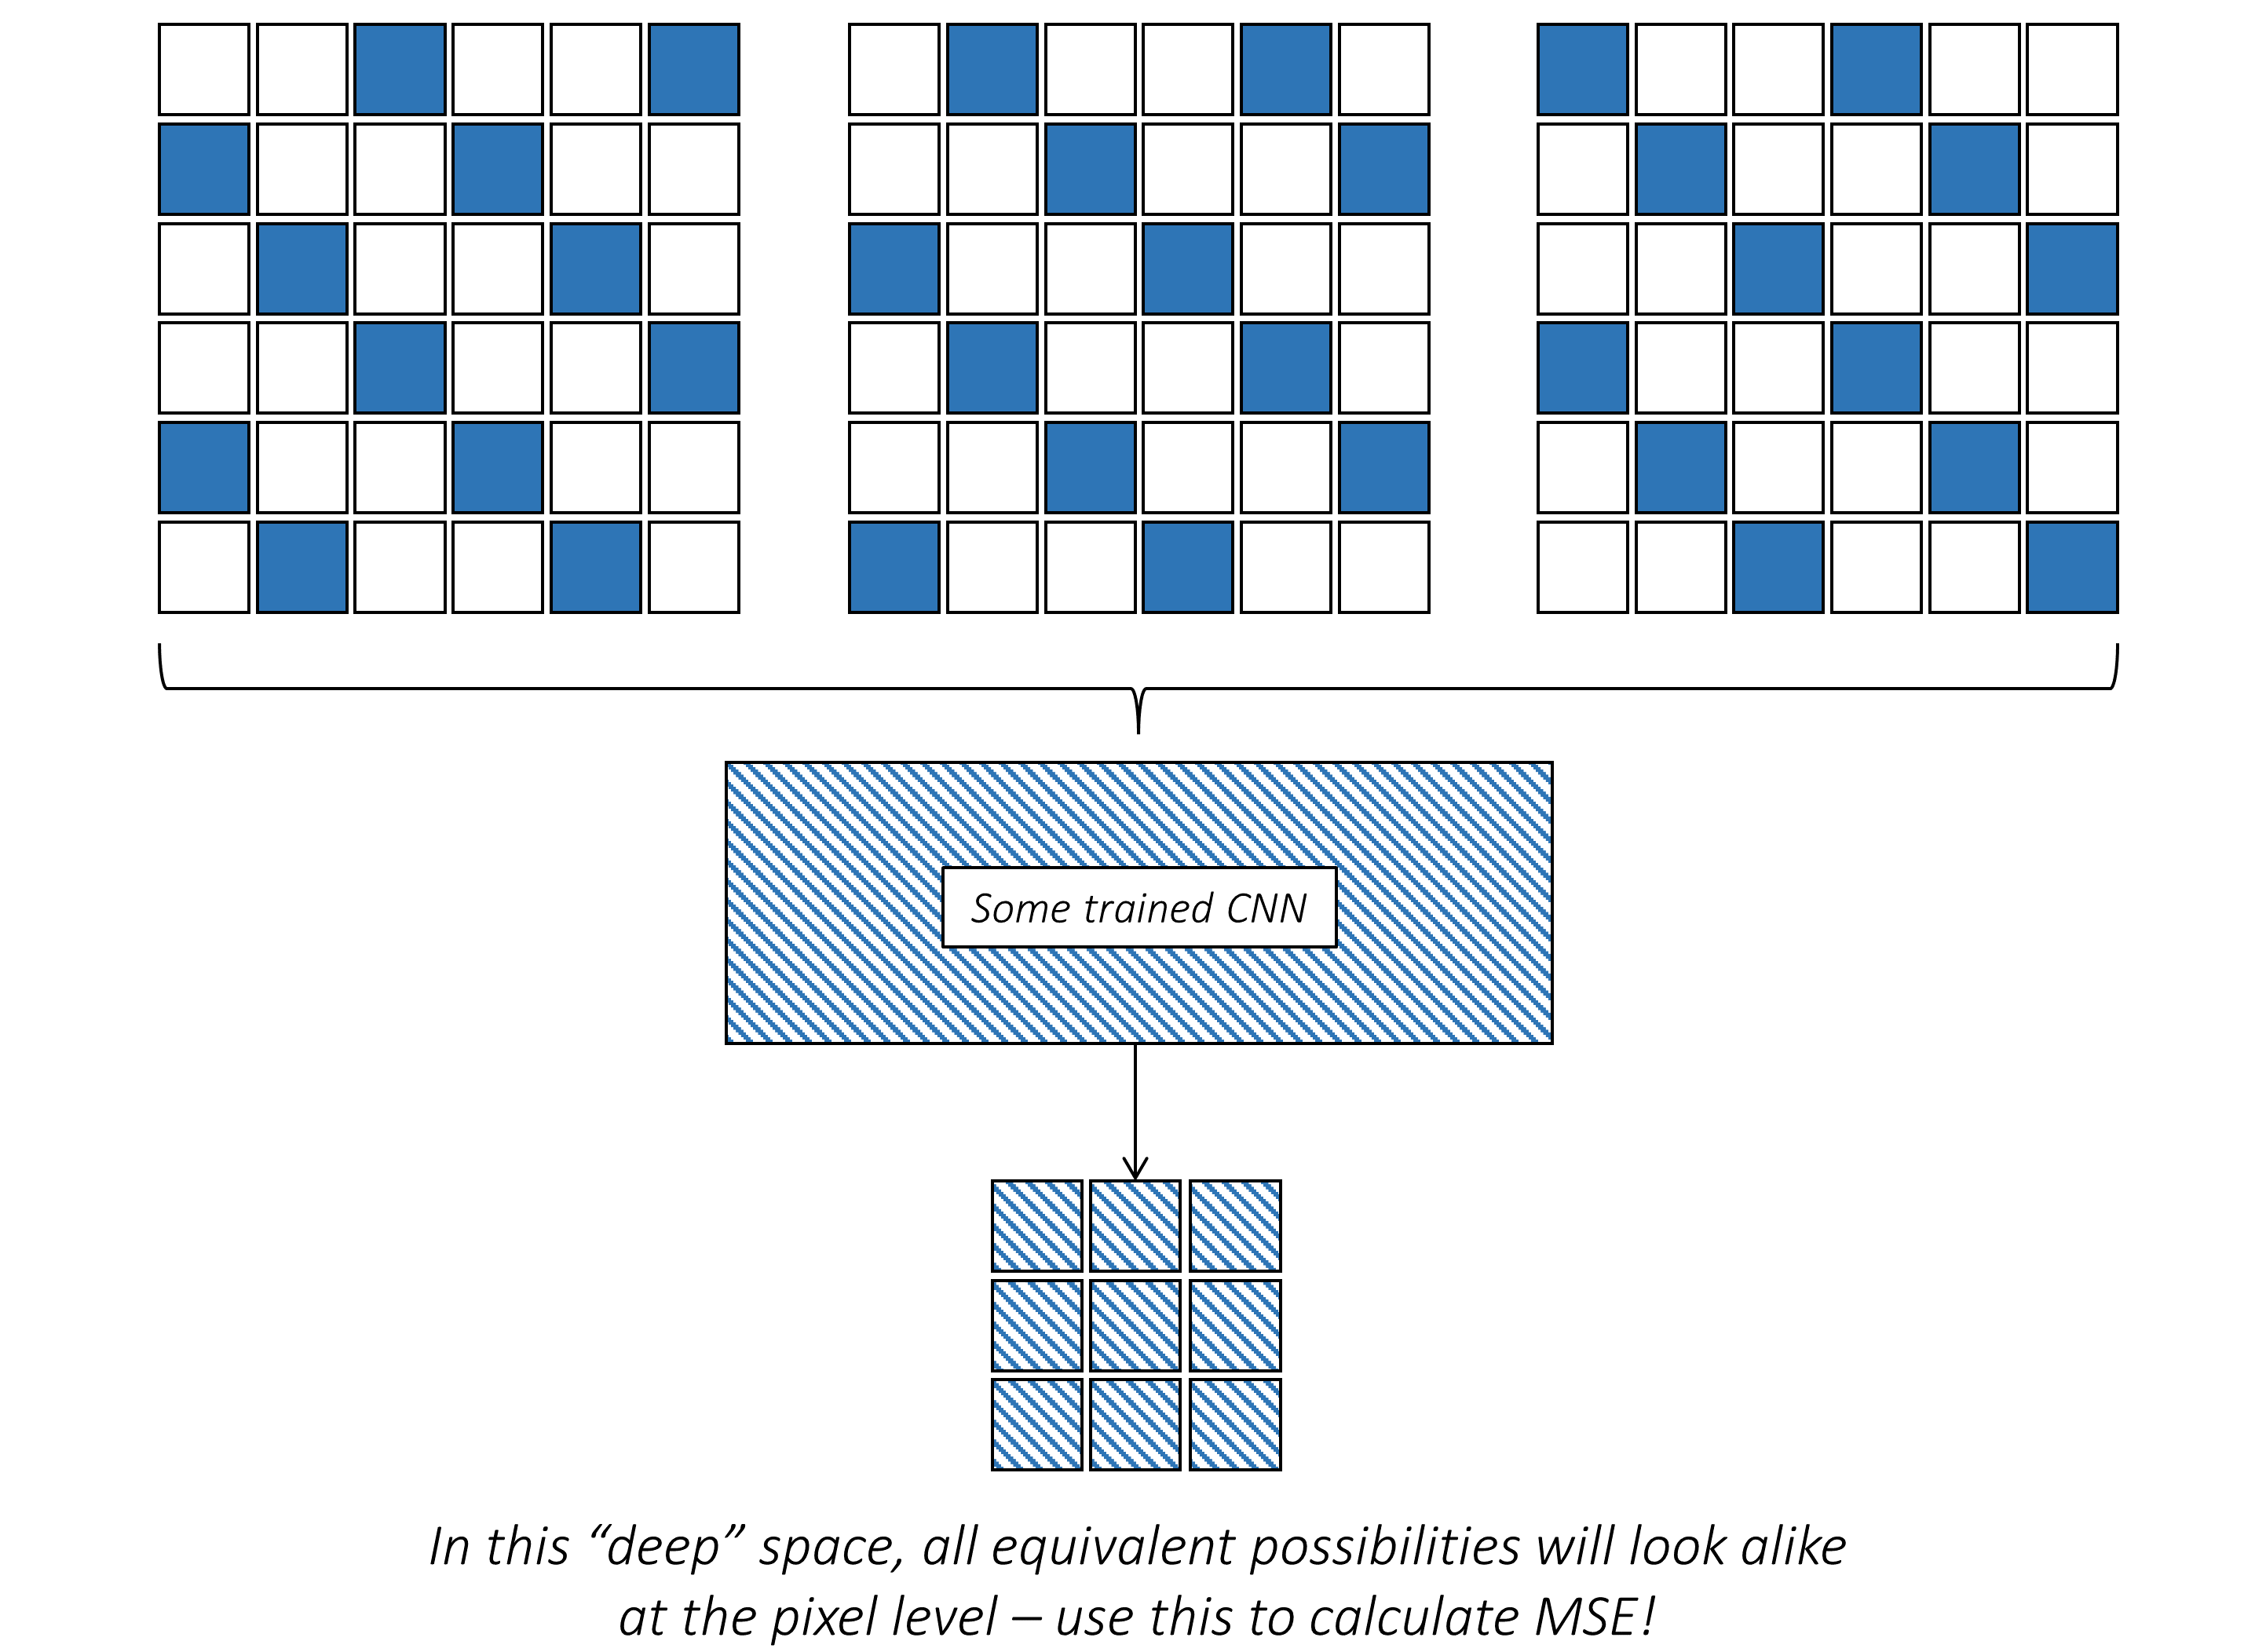 Some trained CNN
In this “deep” space, all equivalent possibilities will look alike
at the pixel level – use this to calculate MSE!